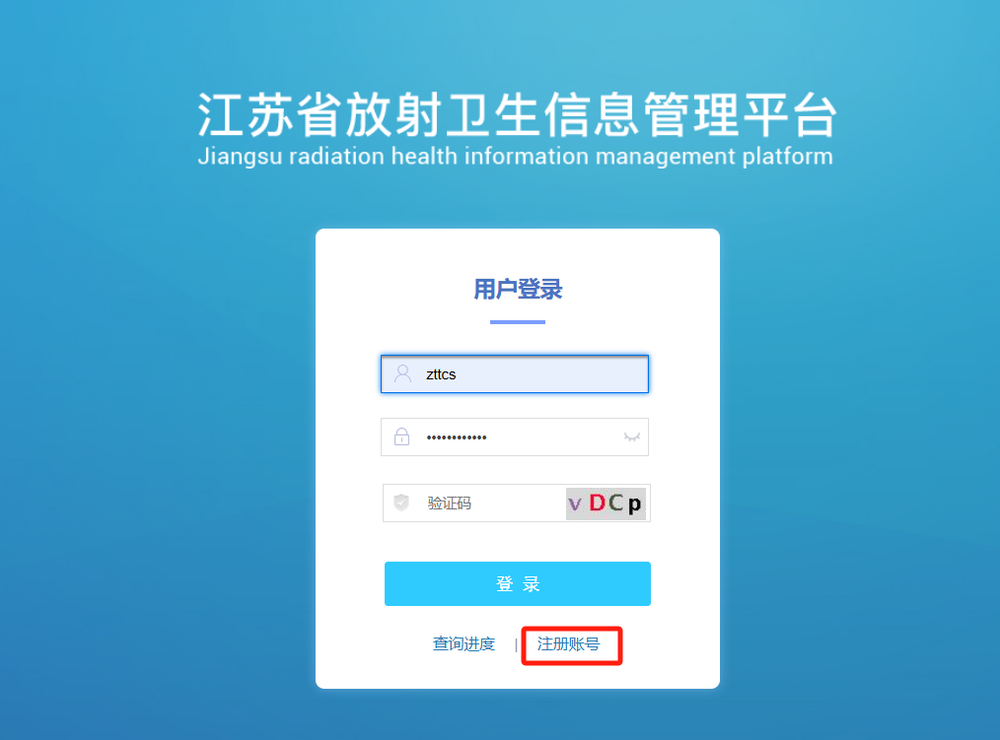 江苏省放射卫生信息管理平台
Jiangsu radiation health information management platform
用户登录
zttcs
••••••••••••
验证码 vDCp
登 录
查询进度 | 注册账号